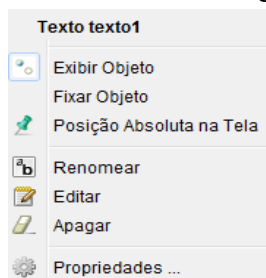 Texto texto1
Exibir Objeto
Fixar Objeto
Posição Absoluta na Tela
Renomear
Editar
Apagar
Propriedades ...